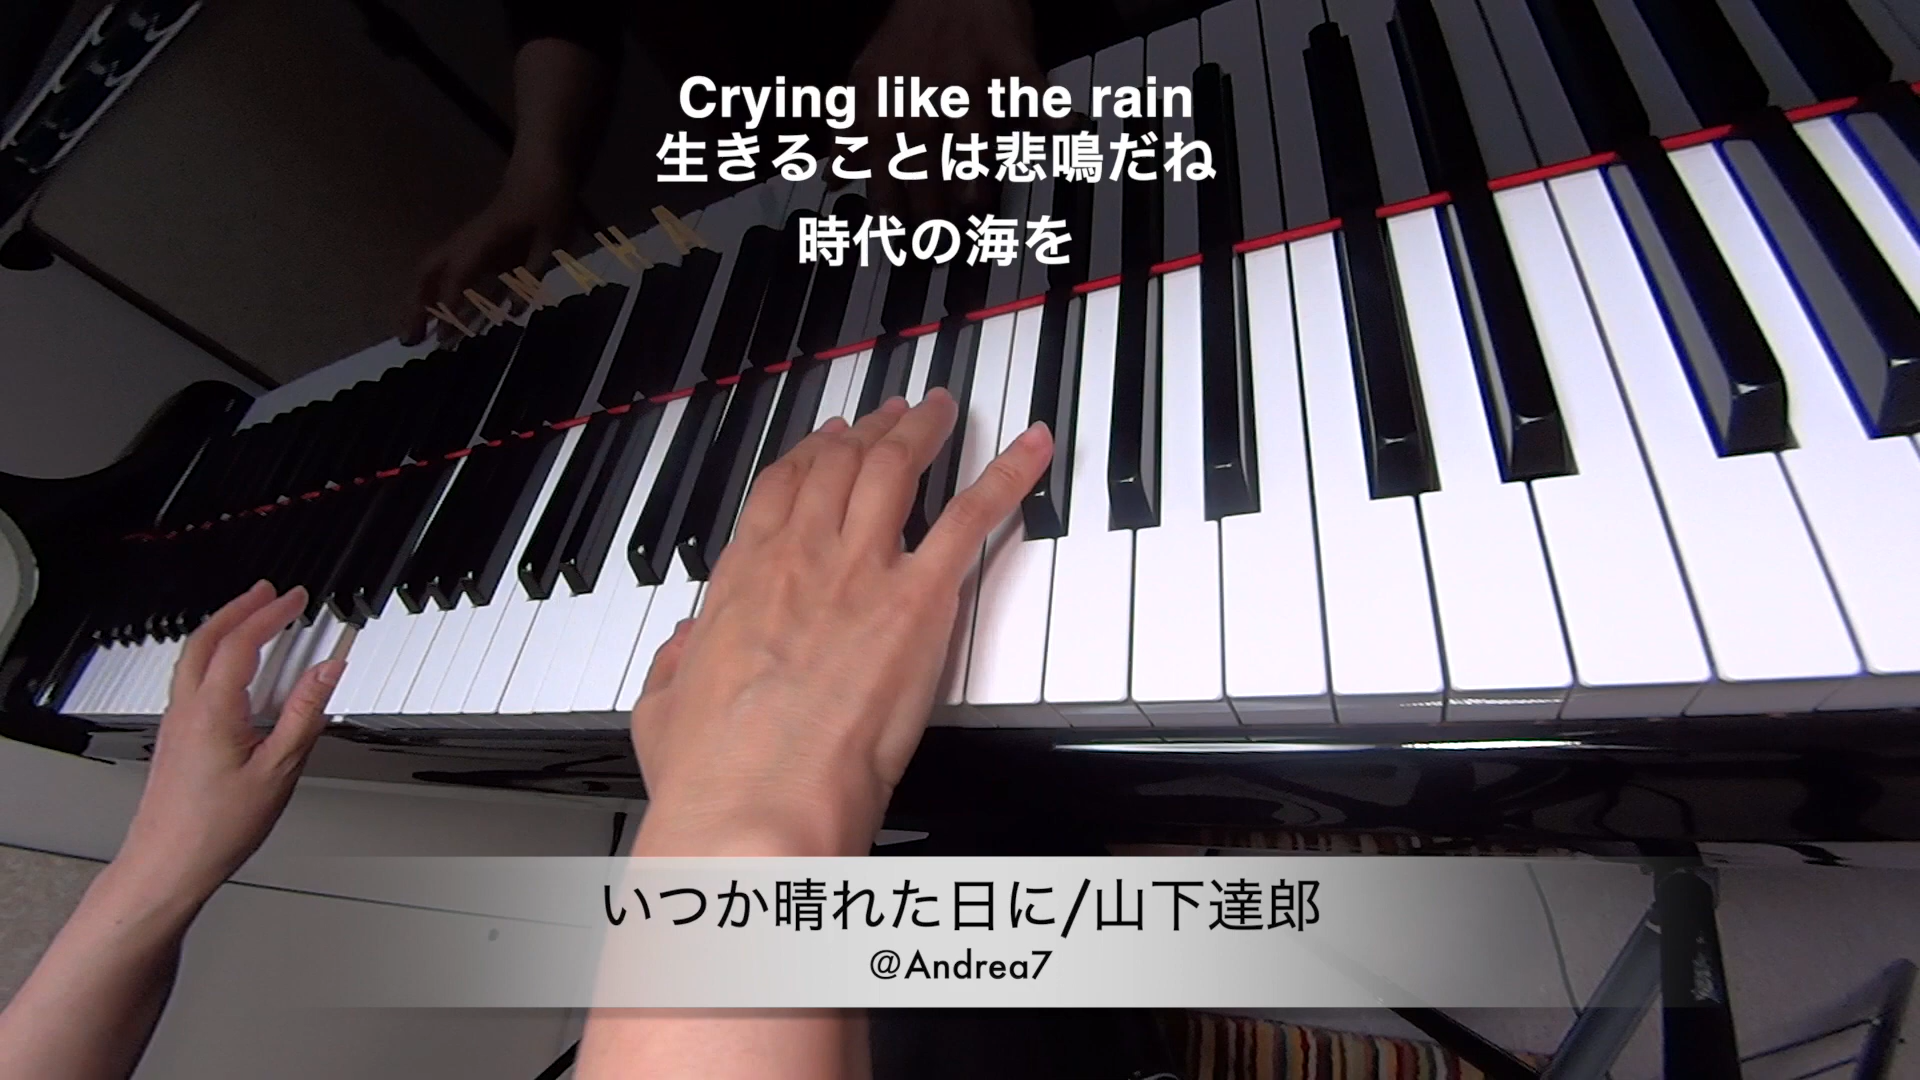 Crying like the rain
生きることは悲鳴だね
時代の海を
YAMAHA
いつか晴れた日に/山下達郎
@Andrea7